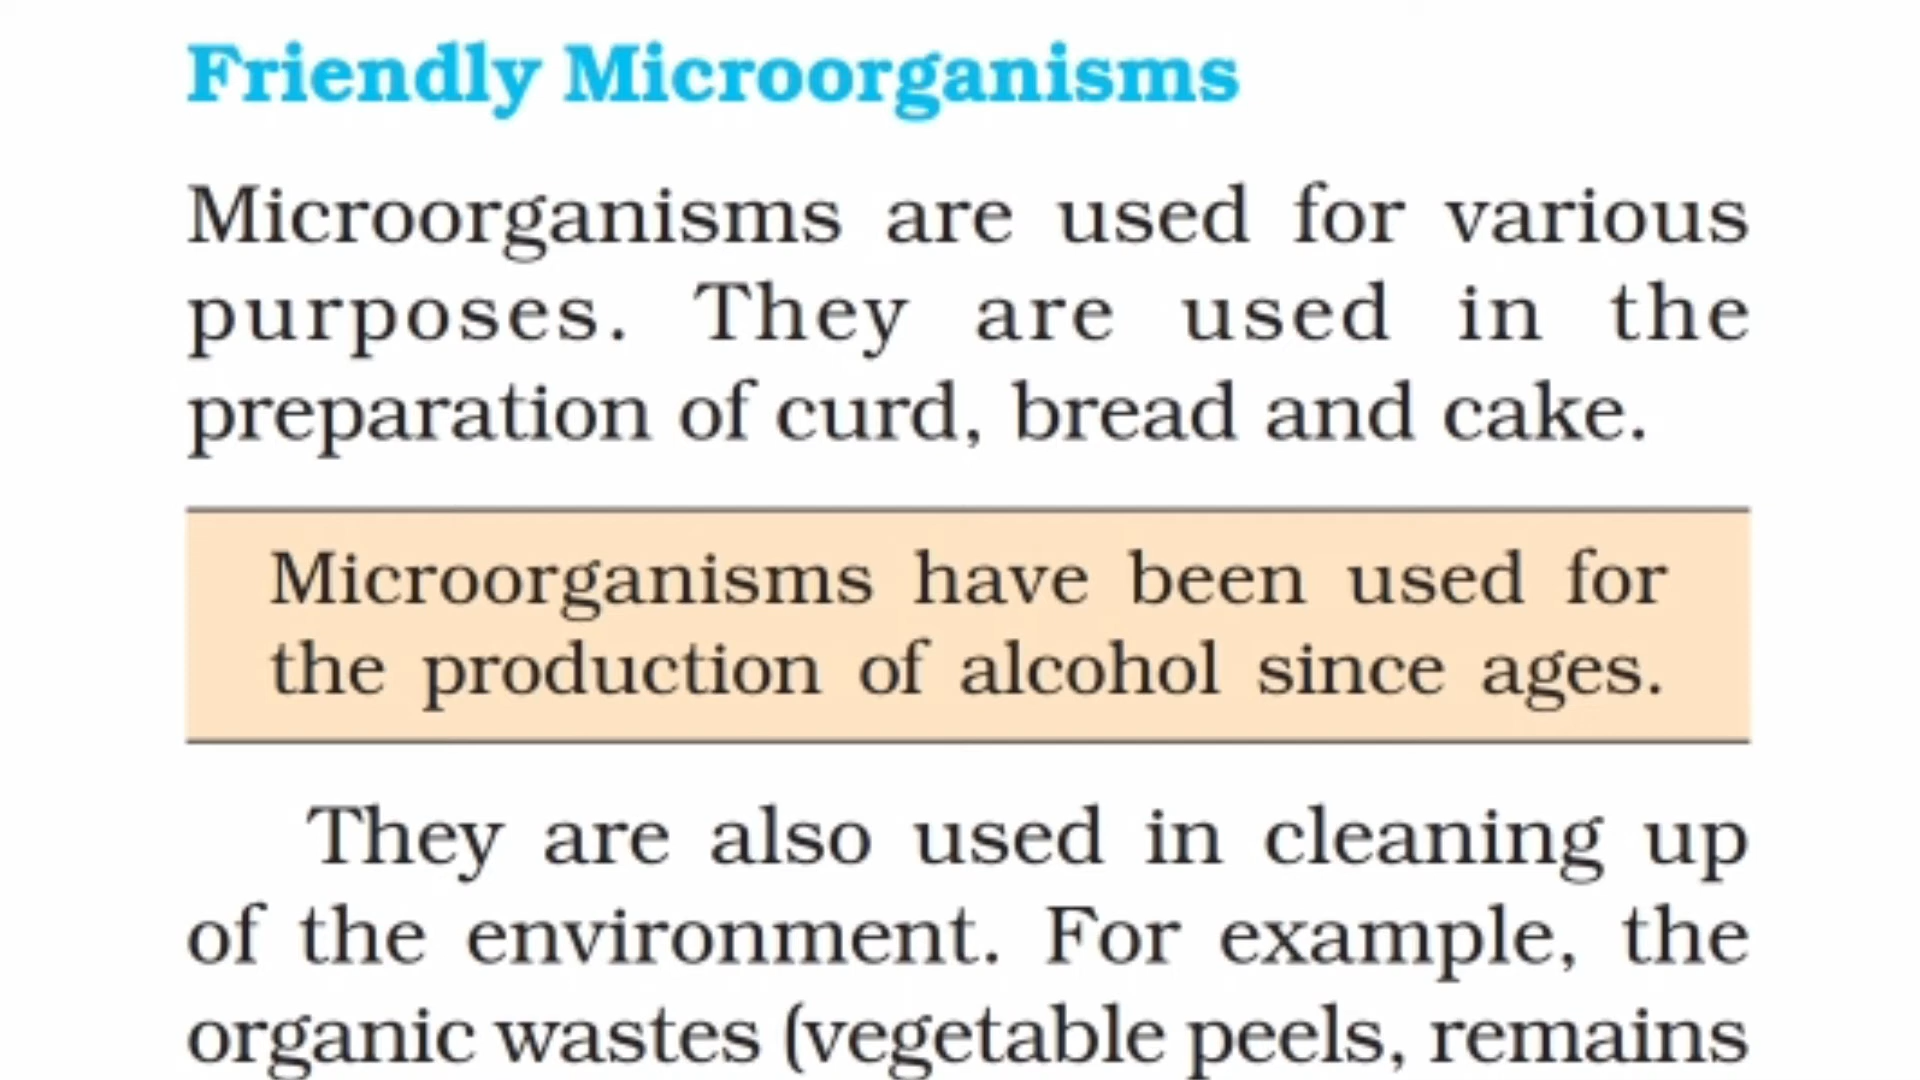 Friendly Microorganisms
Microorganisms are used for various
purposes. They are used in the
preparation of curd, bread and cake.
Microorganisms have been used for
the production of alcohol since ages.
They are also used in cleaning up
of the environment. For example, the
organic wastes (vegetable peels, remains